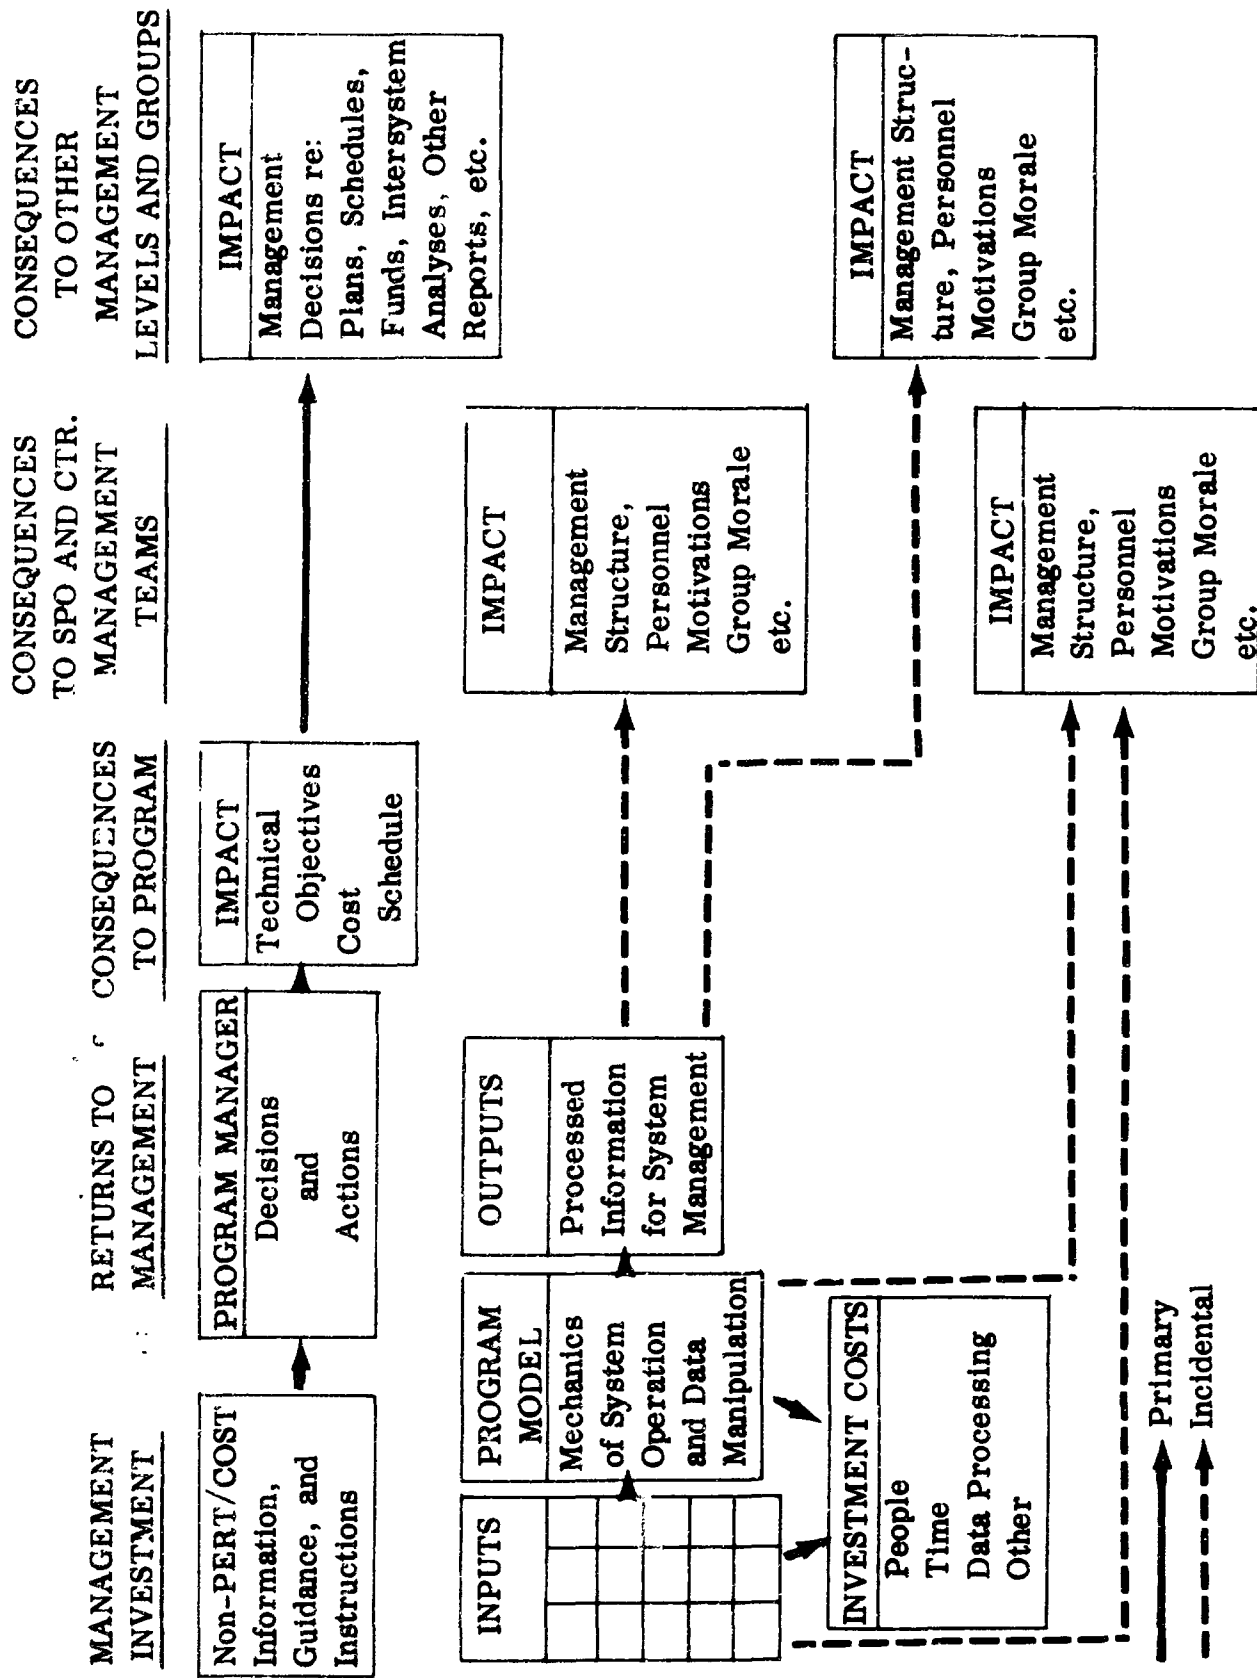 MANAGEMENT
INVESTMENT
RETURNS TO
MANAGEMENT
CONSEQUENCES
TO PROGRAM
CONSEQUENCES
TO SPO AND CTR.
MANAGEMENT
TEAMS
CONSEQUENCES
TO OTHER
MANAGEMENT
LEVELS AND GROUPS
Non-PERT/COST
Information,
Guidance, and
Instructions
PROGRAM MANAGER
Decisions
and
Actions
IMPACT
Technical
Objectives
Cost
Schedule
IMPACT
Management
Decisions re:
Plans, Schedules,
Funds, Intersystem
Analyses, Other
Reports, etc.
INPUTS
PROGRAM
MODEL
Mechanics
of System
Operation
and Data
Manipulation
OUTPUTS
Processed
Information
for System
Management
IMPACT
Management
Structure,
Personnel
Motivations
Group Morale
etc.
INVESTMENT COSTS
People
Time
Data Processing
Other
IMPACT
Management Struc-
ture, Personnel
Motivations
Group Morale
etc.
IMPACT
Management
Structure,
Personnel
Motivations
Group Morale
etc.
Primary
Incidental